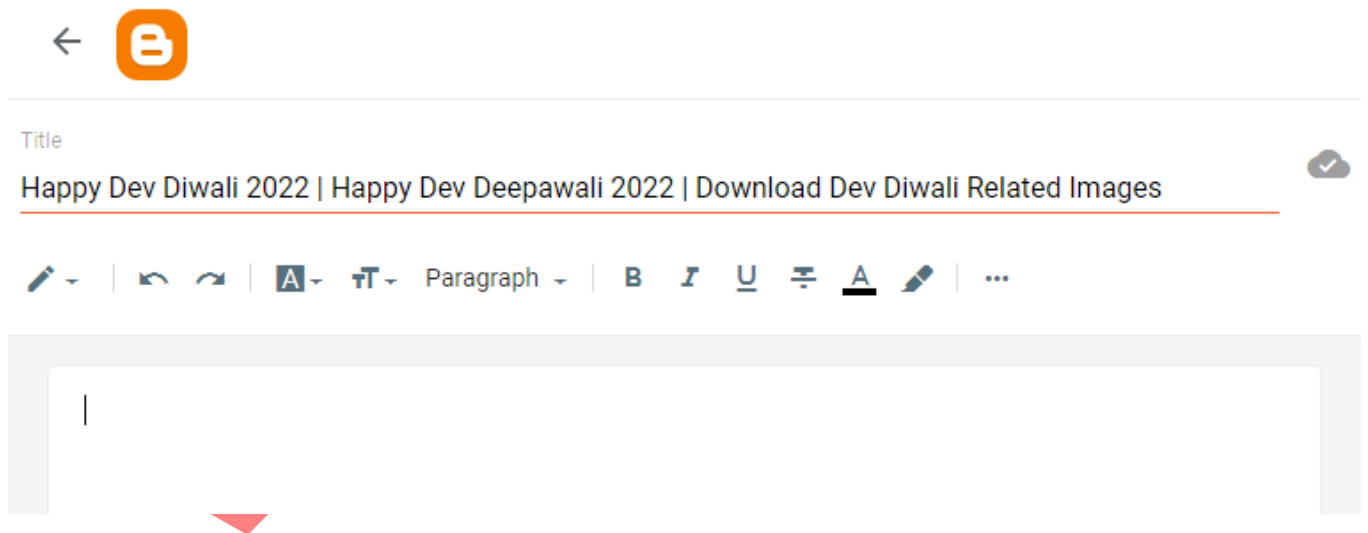 Title
Happy Dev Diwali 2022 | Happy Dev Deepawali 2022 | Download Dev Diwali Related Images
Paragraph